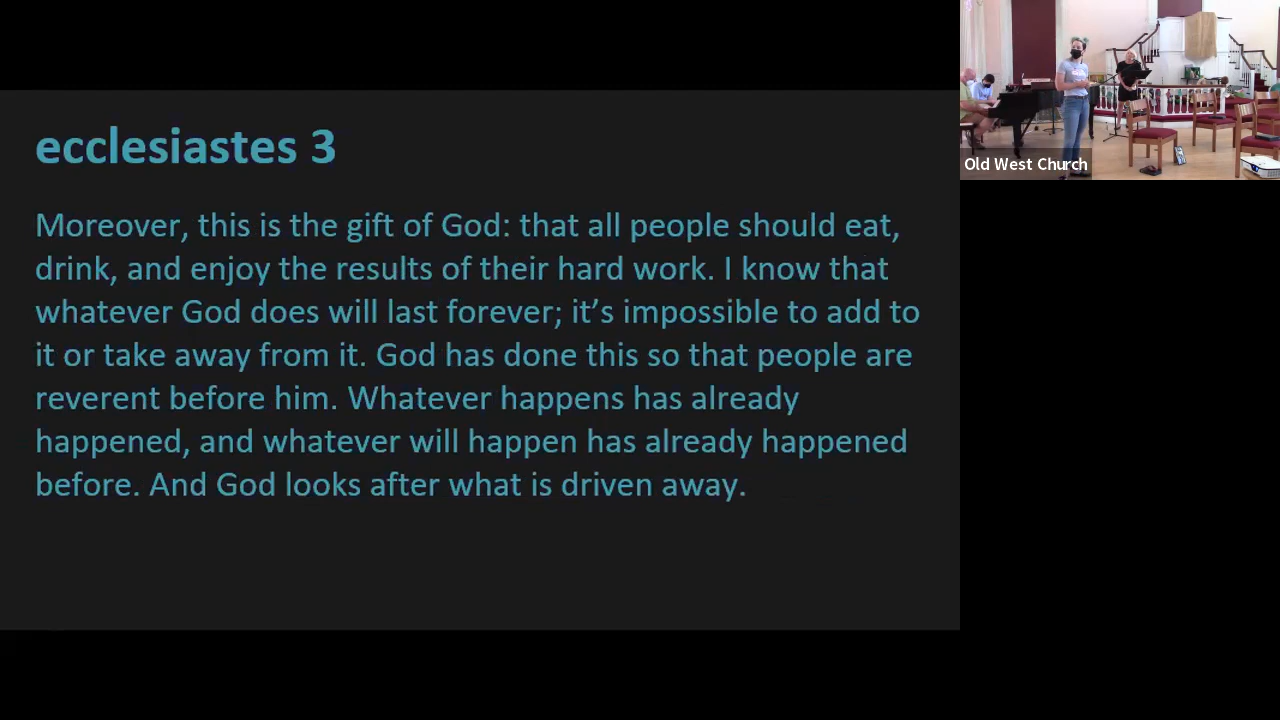 ecclesiastes 3
Moreover, this is the gift of God: that all people should eat,
drink, and enjoy the results of their hard work. I know that
whatever God does will last forever; it’s impossible to add to
it or take away from it. God has done this so that people are
reverent before him. Whatever happens has already
happened, and whatever will happen has already happened
before. And God looks after what is driven away.
Old West Church